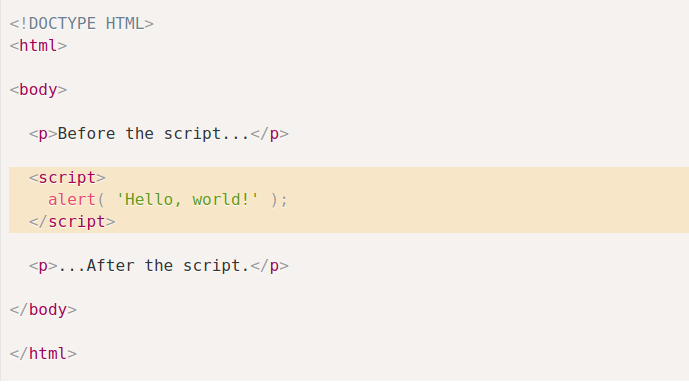 <!DOCTYPE HTML>
<html>
<body>
<p>Before the script...</p>
<script>
alert( 'Hello, world!' );
</script>
<p>...After the script.</p>
</body>
</html>